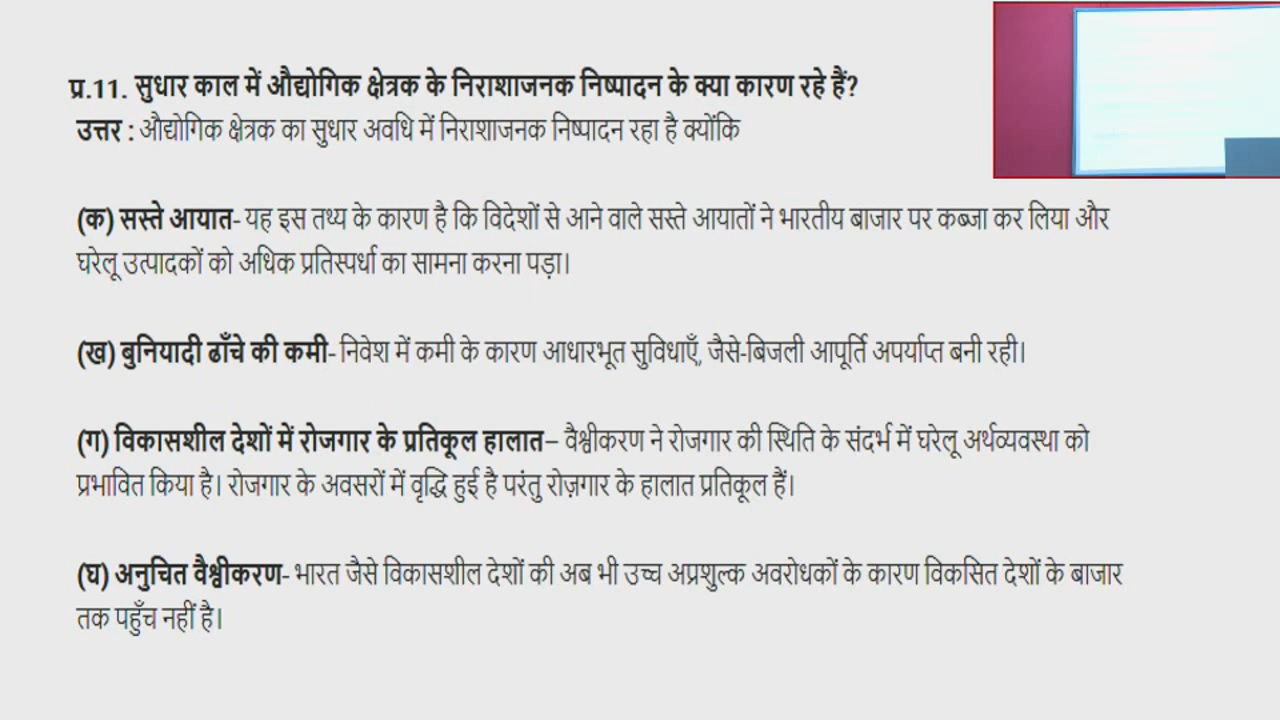 प्र.11. सुधार काल में औद्योगिक क्षेत्रक के निराशाजनक निष्पादन के क्या कारण रहे हैं?
उत्तर : औद्योगिक क्षेत्रक का सुधार अवधि में निराशाजनक निष्पादन रहा है क्योंकि
(क) सस्ते आयात- यह इस तथ्य के कारण है कि विदेशों से आने वाले सस्ते आयातों ने भारतीय बाजार पर कब्जा कर लिया और
घरेलू उत्पादकों को अधिक प्रतिस्पर्धा का सामना करना पड़ा।
(ख) बुनियादी ढाँचे की कमी- निवेश में कमी के कारण आधारभूत सुविधाएँ, जैसे-बिजली आपूर्ति अपर्याप्त बनी रही।
(ग) विकासशील देशों में रोजगार के प्रतिकूल हालात– वैश्वीकरण ने रोजगार की स्थिति के संदर्भ में घरेलू अर्थव्यवस्था को
प्रभावित किया है। रोजगार के अवसरों में वृद्धि हुई है परंतु रोज़गार के हालात प्रतिकूल हैं।
(घ) अनुचित वैश्वीकरण- भारत जैसे विकासशील देशों की अब भी उच्च अप्रशुल्क अवरोधकों के कारण विकसित देशों के बाजार
तक पहुँच नहीं है।